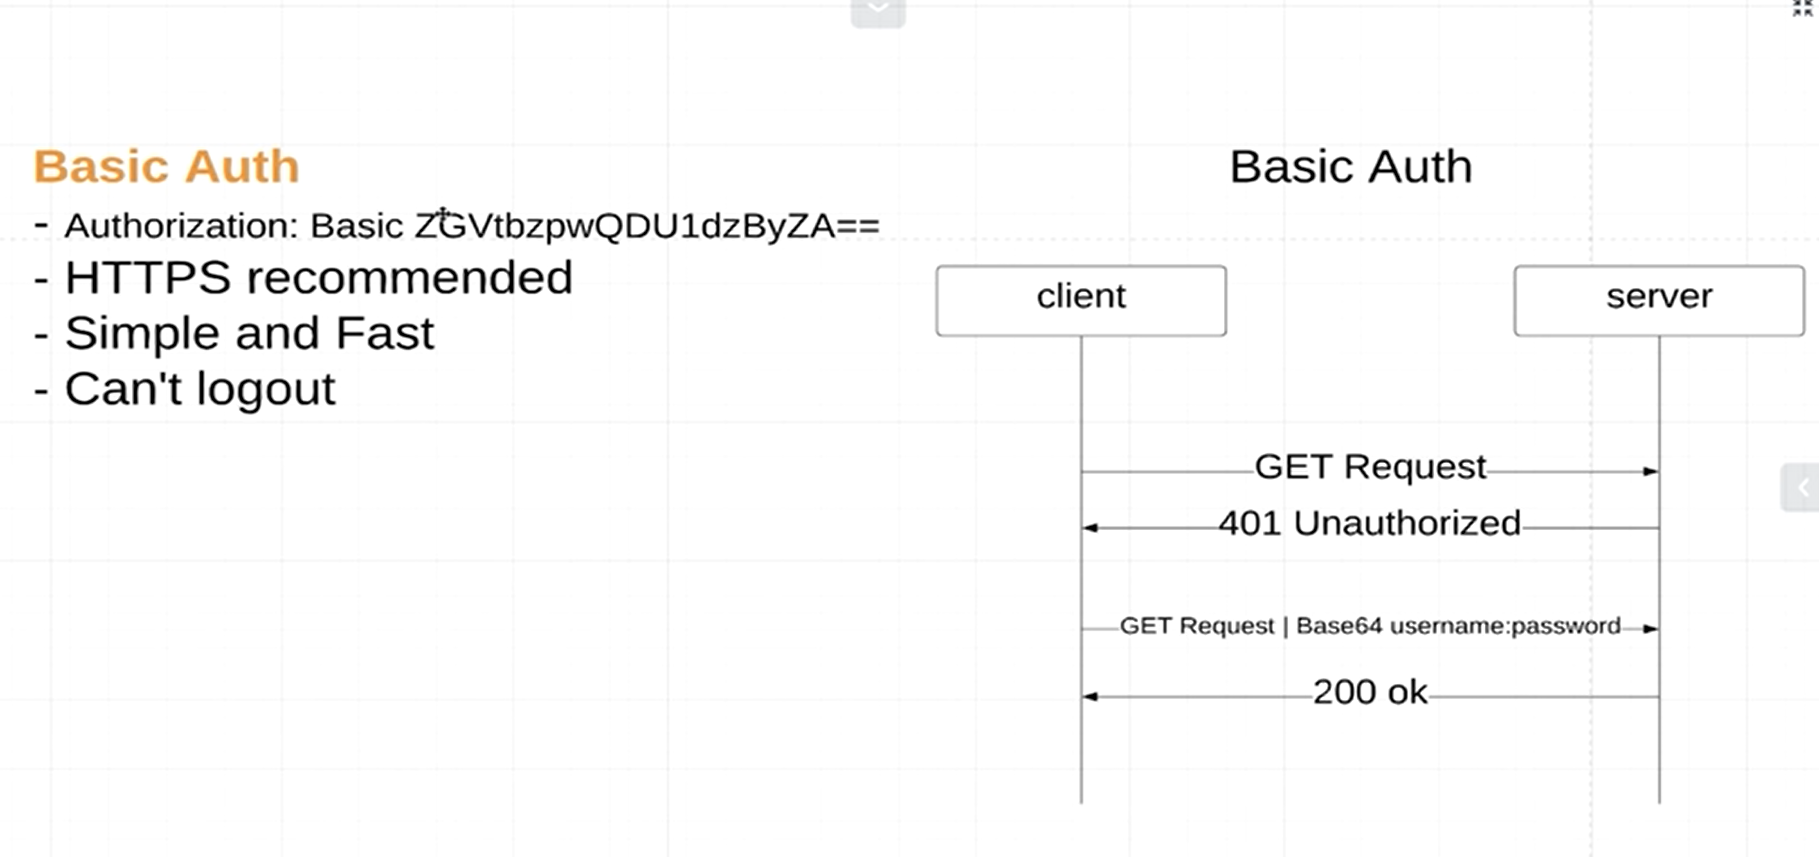 Basic Auth
- Authorization: Basic ZGVtbzpwQDU1dzByZA==
- HTTPS recommended
- Simple and Fast
- Can't logout
Basic Auth
client
server
GET Request
401 Unauthorized
GET Request | Base64 username:password
200 ok